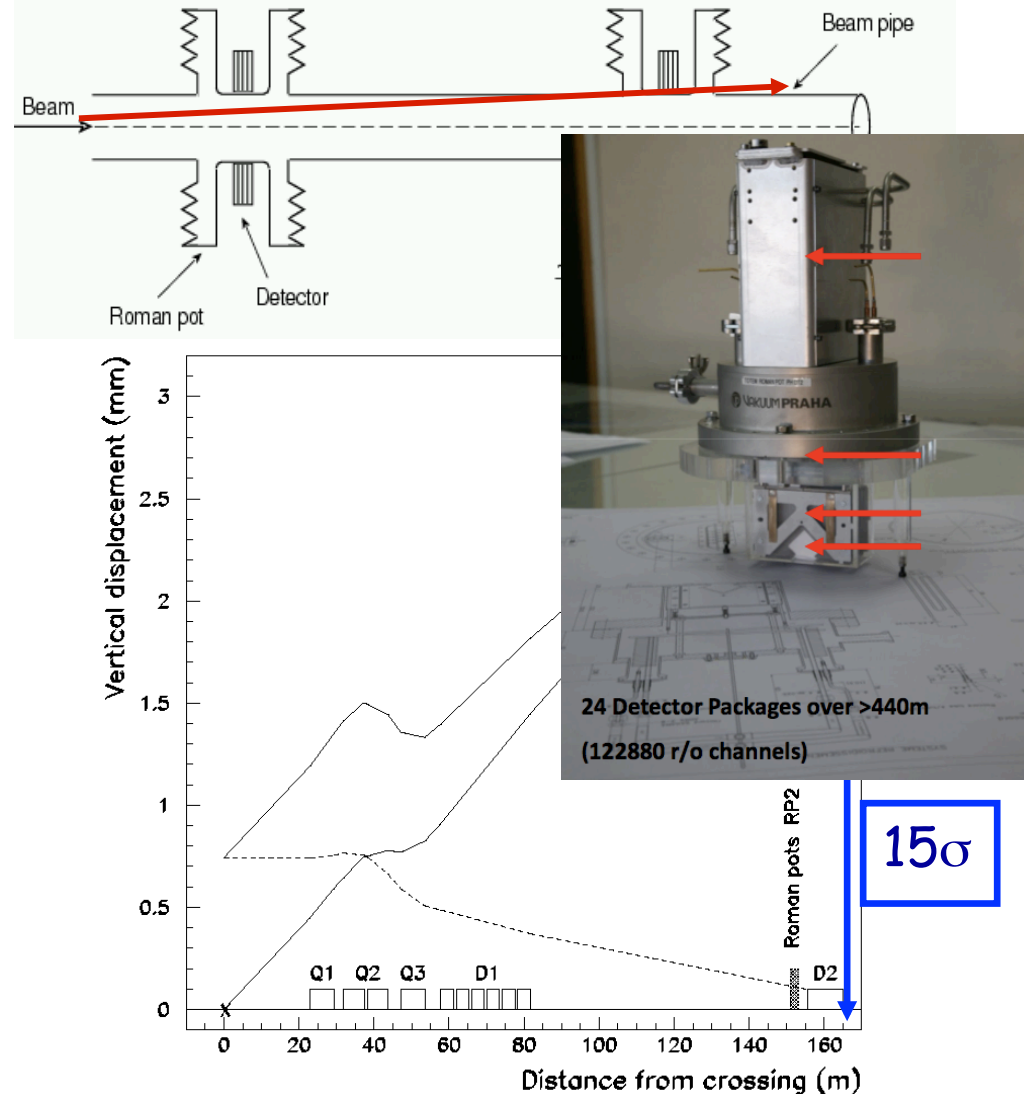 Beam pipe
Beam
Detector
Roman pot
VAKUUM PRAHA
24 Detector Packages over >440m
(122880 r/o channels)
15σ
Vertical displacement (mm)
3
2.5
2
1.5
1
0.5
0
Roman pots RP2
Q1 Q2 Q3 D1 D2
0 20 40 60 80 100 120 140 160
Distance from crossing (m)